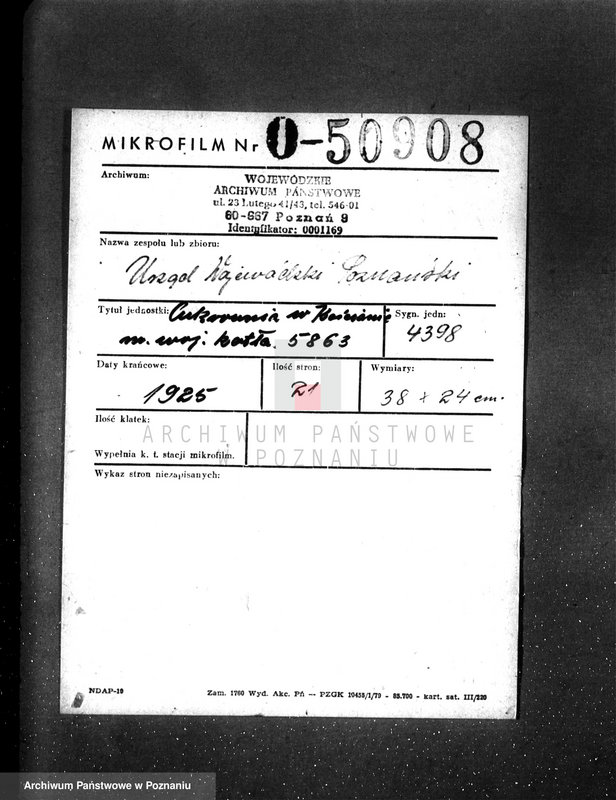 MIKROFILM Nr 0-50908
Archiwum:
WOJEWÓDZKIE
ARCHIWUM PAŃSTWOWE
ul. 23 Lutego 41/43, tel. 546-01
60-667 Poznań 9
Identyfikator: 0001169
Nazwa zespołu lub zbioru:
Urząd Wojewódzki Poznański
Tytuł jednostki: Cukrownia w Kościanie
n. woj. kotła 5863
Sygn. jedn:
4398
Daty krańcowe:
1925
Ilość stron:
21
Wymiary:
38 x 24 cm.
Ilość klatek:
Wypełnia k. t. stacji mikrofilm.
ARCHIWUM PAŃSTWOWE
W POZNANIU
Wykaz stron niezapisanych:
NDAP-19
Zam. 1760 Wyd. Akc. Pń — PZGK 19458/1/79 - 85.700 - kart. sat. III/220
Archiwum Państwowe w Poznaniu